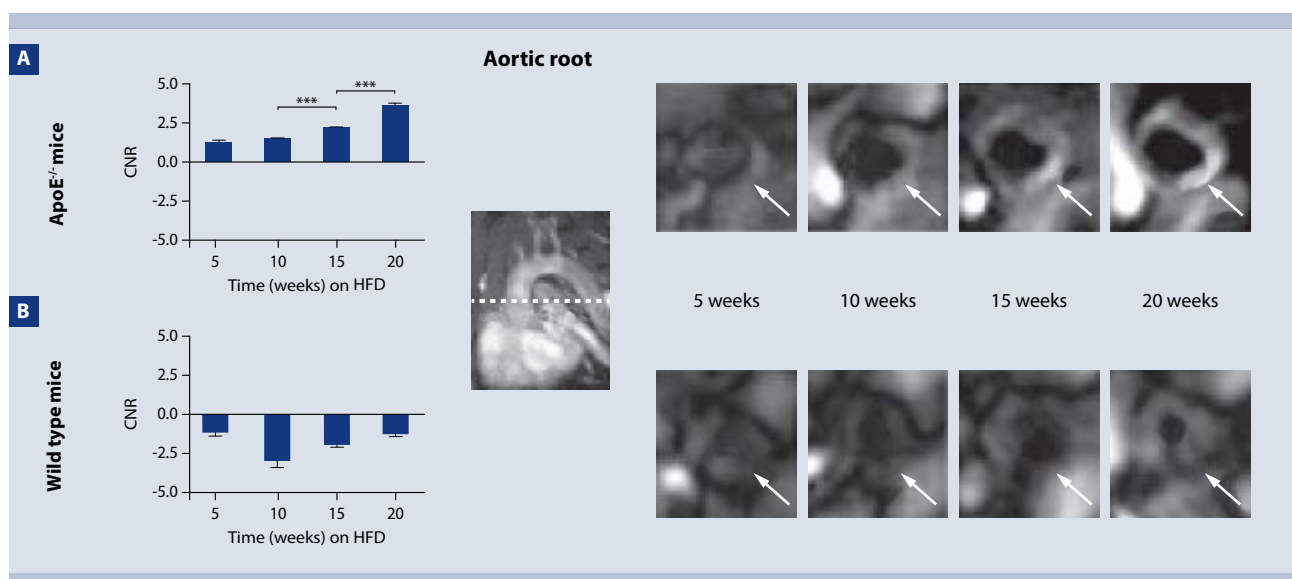 A
Aortic root
ApoE-/- mice
CNR
5.0
2.5
0.0
-2.5
-5.0
***
***
5 10 15 20
Time (weeks) on HFD
5 weeks 10 weeks 15 weeks 20 weeks
B
Wild type mice
CNR
5.0
2.5
0.0
-2.5
-5.0
5 10 15 20
Time (weeks) on HFD